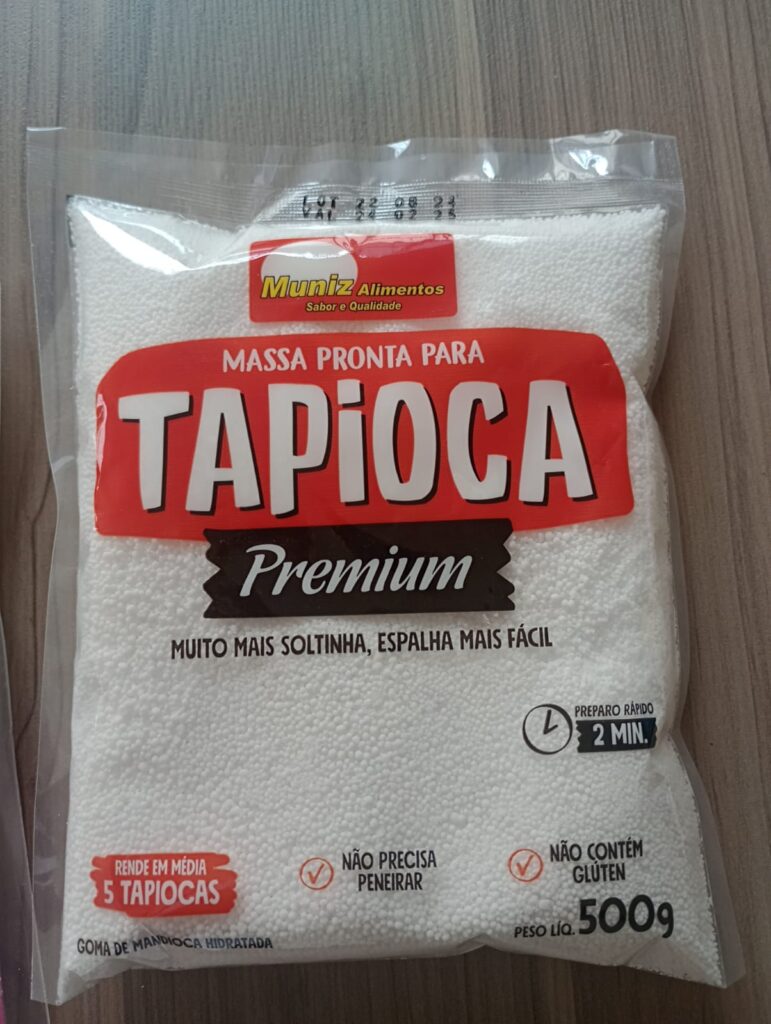 LOT 22 08 23
VAL 24 02 25
Muniz Alimentos
Sabor e Qualidade
MASSA PRONTA PARA
TAPiOCA
Premium
MUITO MAIS SOLTINHA, ESPALHA MAIS FÁCIL
PREPARO RÁPIDO
2 MIN.
RENDE EM MÉDIA
5 TAPIOCAS
NÃO PRECISA
PENEIRAR
NÃO CONTÉM
GLÚTEN
PESO LÍQ. 500g
GOMA DE MANDIOCA HIDRATADA